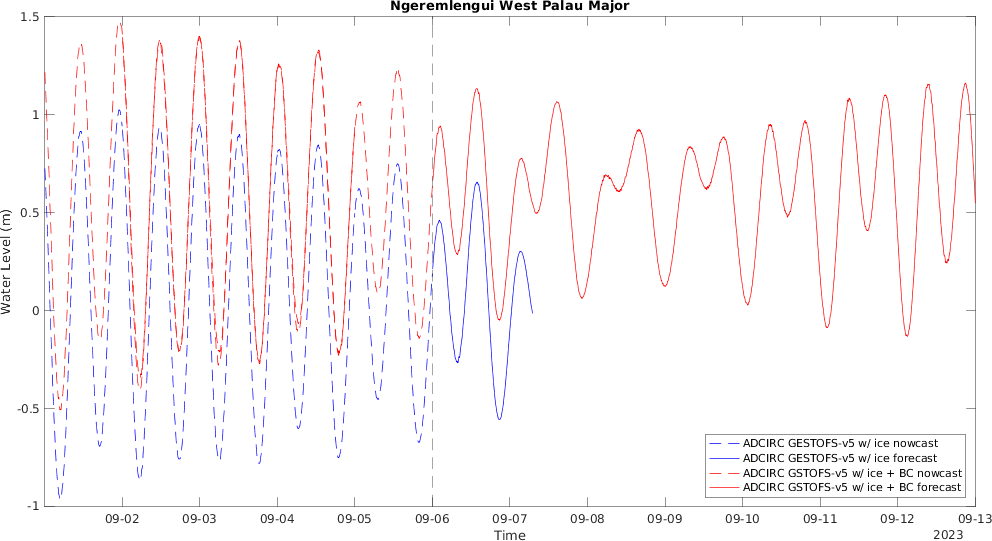 Ngeremlengui West Palau Major
Water Level (m)
1.5
1
0.5
0
-0.5
-1
ADCIRC GESTOFS-v5 w/ ice nowcast
ADCIRC GESTOFS-v5 w/ ice forecast
ADCIRC GSTOFS-v5 w/ ice + BC nowcast
ADCIRC GSTOFS-v5 w/ ice + BC forecast
09-02 09-03 09-04 09-05 09-06 09-07 09-08 09-09 09-10 09-11 09-12 09-13
Time
2023